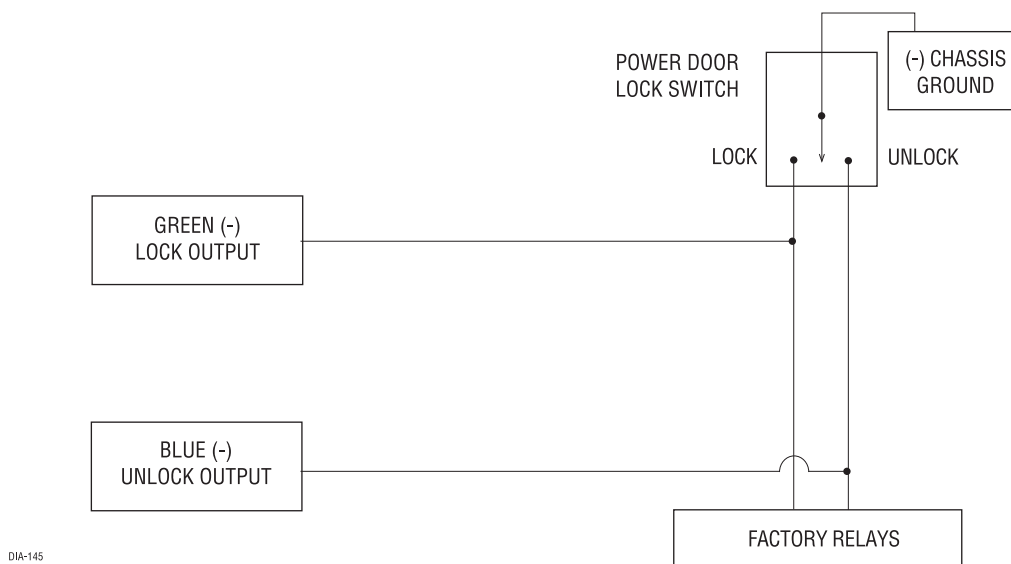 POWER DOOR
LOCK SWITCH
(-) CHASSIS
GROUND
LOCK
UNLOCK
GREEN (-)
LOCK OUTPUT
BLUE (-)
UNLOCK OUTPUT
FACTORY RELAYS
DIA-145